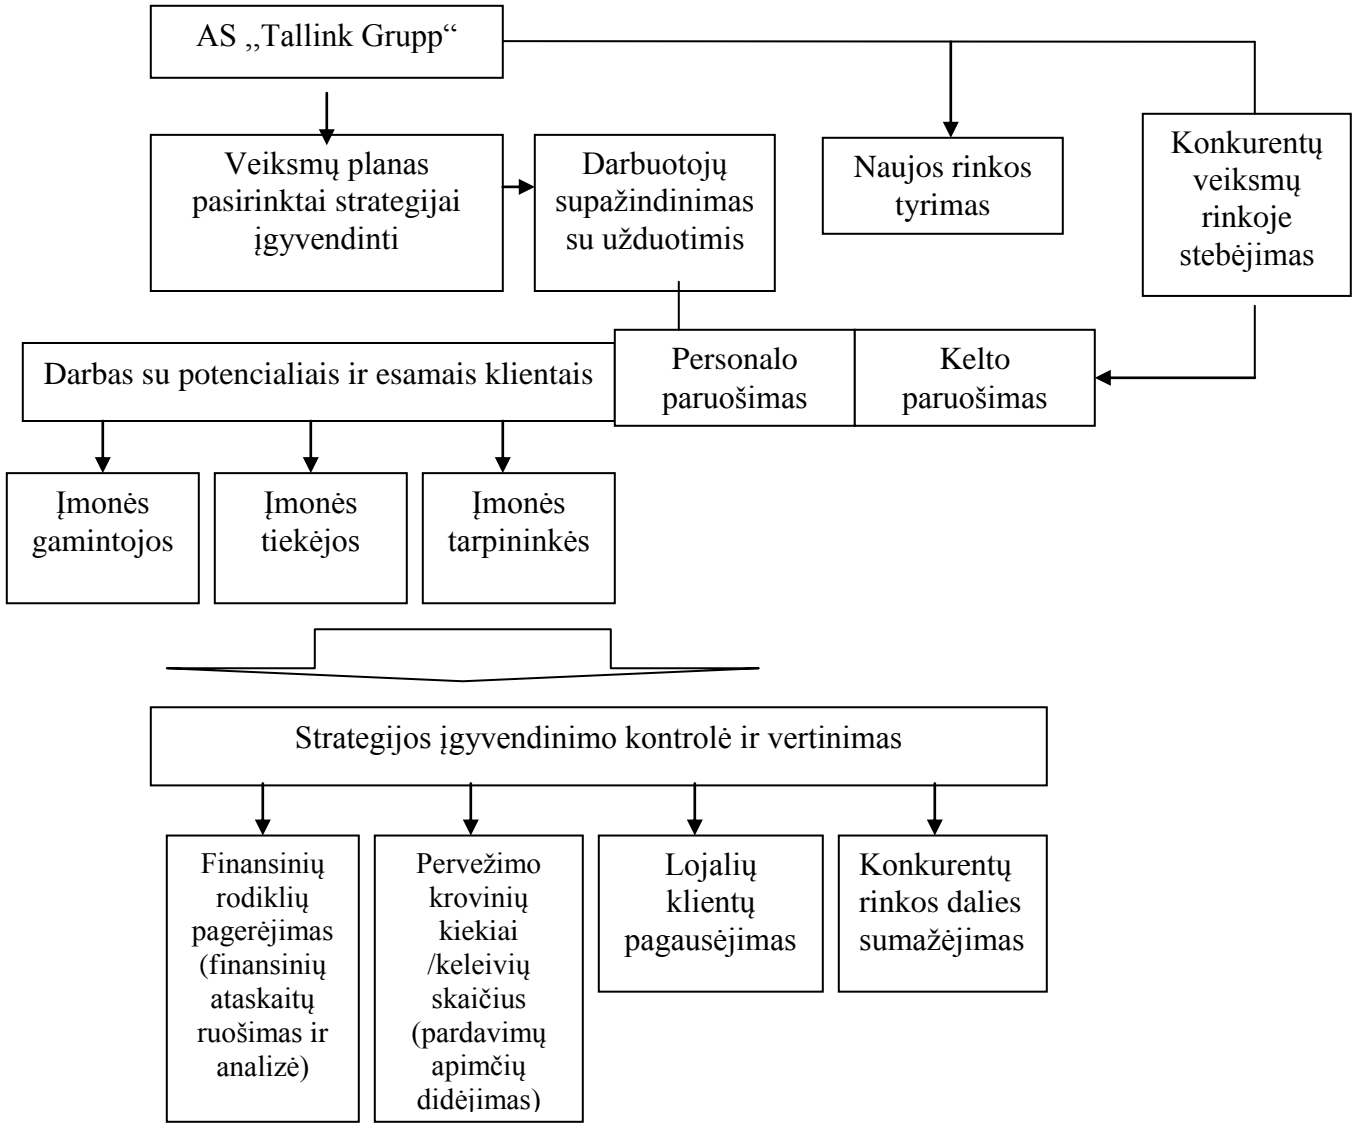 AS „Tallink Grupp“
Veiksmų planas
pasirinktai strategijai
įgyvendinti
Darbuotojų
supažindinimas
su užduotimis
Naujos rinkos
tyrimas
Konkurentų
veiksmų
rinkoje
stebėjimas
Darbas su potencialiais ir esamais klientais
Personalo
paruošimas
Kelto
paruošimas
Įmonės
gamintojos
Įmonės
tiekėjos
Įmonės
tarpininkės
Strategijos įgyvendinimo kontrolė ir vertinimas
Finansinių
rodiklių
pagerėjimas
(finansinių
ataskaitų
ruošimas ir
analizė)
Pervežimo
krovinių
kiekiai
/keleivių
skaičius
(pardavimų
apimčių
didėjimas)
Lojalių
klientų
pagausėjimas
Konkurentų
rinkos dalies
sumažėjimas